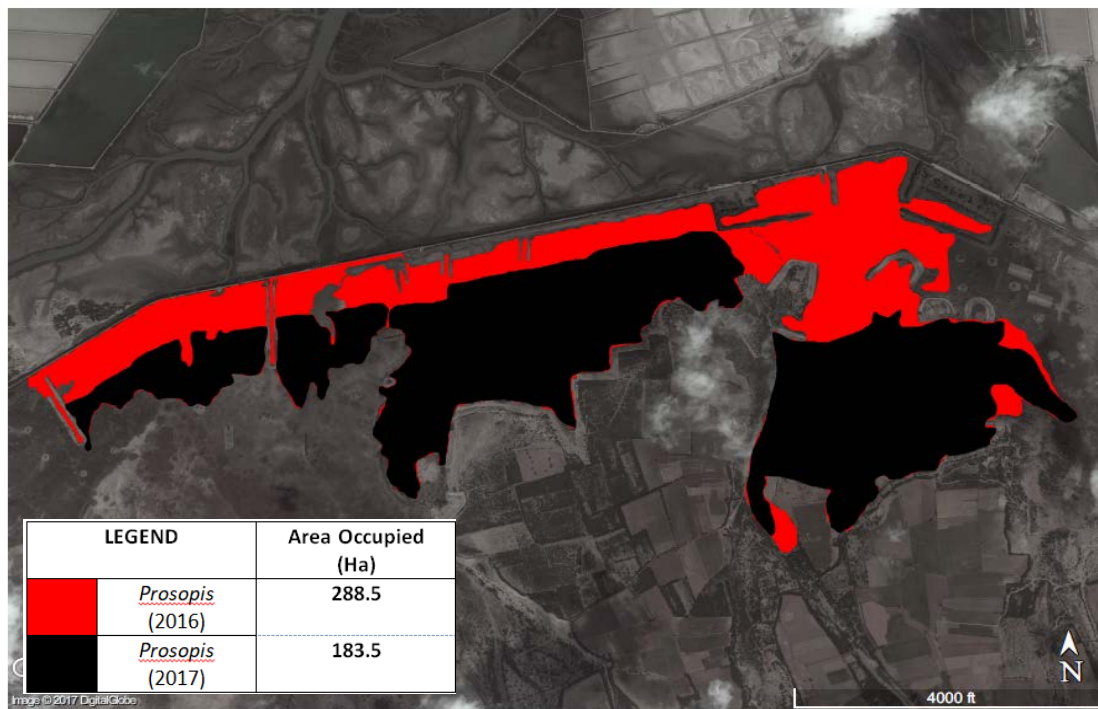 LEGEND
Area Occupied
(Ha)
Prosopis
(2016)
288.5
Prosopis
(2017)
183.5
Image © 2017 DigitalGlobe
4000 ft
N